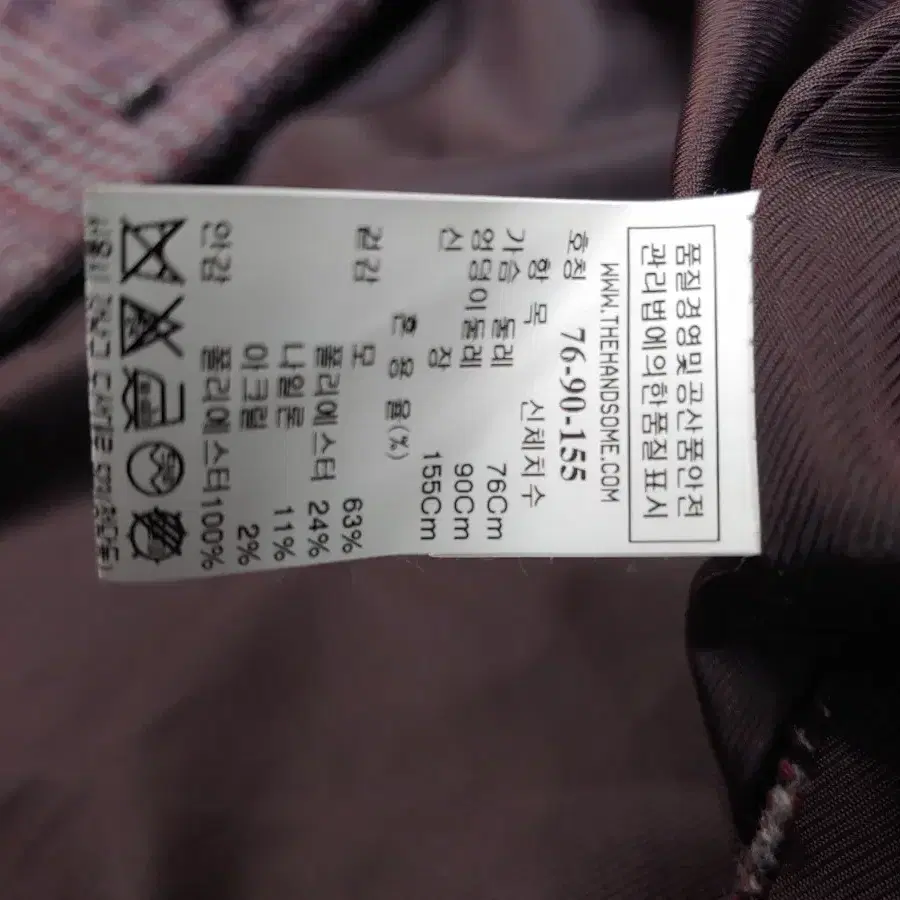 품질경영및공산품안전
관리법에의한품질표시
WWW.THEHANDSOME.COM
호칭 76-90-155
항목 신체치수
가슴둘레 76Cm
엉덩이둘레 90Cm
신장 155Cm
혼용율(%)
겉감 모 63%
폴리에스터 24%
나일론 11%
아크릴 2%
안감 폴리에스터100%